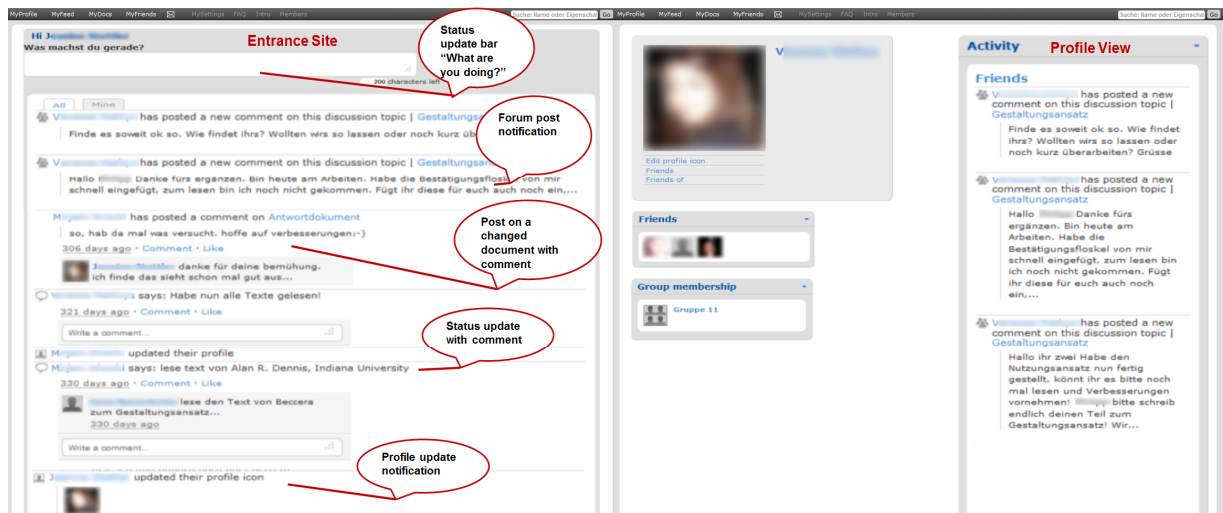 MyProfile MyFeed MyDocs MyFriends MySettings FAQ Intro Members Suche: Name oder Eigenschaf Go
Hi
Was machst du gerade?
Entrance Site
200 characters left
All Mine
has posted a new comment on this discussion topic | Gestaltungsans
Finde es soweit ok so. Wie findet ihrs? Wollten wirs so lassen oder noch kurz üb
has posted a new comment on this discussion topic | Gestaltungsan
Hallo Danke fürs ergänzen. Bin heute am Arbeiten. Habe die Bestätigungsfloskel von mir
schnell eingefügt, zum lesen bin ich noch nicht gekommen. Fügt ihr diese für euch auch noch ein,...
has posted a comment on Antwortdokument
so, hab da mal was versucht. hoffe auf verbesserungen:-)
306 days ago · Comment · Like
danke für deine bemühung.
ich finde das sieht schon mal gut aus...
says: Habe nun alle Texte gelesen!
321 days ago · Comment · Like
Write a comment...
updated their profile
says: lese text von Alan R. Dennis, Indiana University
330 days ago · Comment · Like
lese den Text von Beccera
zum Gestaltungsansatz...
330 days ago
Write a comment...
updated their profile icon
Status
update bar
“What are
you doing?”
Forum post
notification
Post on a
changed
document with
comment
Status update
with comment
Profile update
notification
MyProfile MyFeed MyDocs MyFriends MySettings FAQ Intro Members Suche: Name oder Eigenschaf Go
V
Edit profile icon
Friends
Friends of
Friends -
Group membership -
Gruppe 11
Activity Profile View -
Friends
V has posted a new
comment on this discussion topic |
Gestaltungsansatz
Finde es soweit ok so. Wie findet
ihrs? Wollten wirs so lassen oder
noch kurz überarbeiten? Grüsse
has posted a new
comment on this discussion topic |
Gestaltungsansatz
Hallo Danke fürs
ergänzen. Bin heute am
Arbeiten. Habe die
Bestätigungsfloskel von mir
schnell eingefügt, zum lesen bin
ich noch nicht gekommen. Fügt
ihr diese für euch auch noch
ein,...
has posted a new
comment on this discussion topic |
Gestaltungsansatz
Hallo ihr zwei Habe den
Nutzungsansatz nun fertig
gestellt, könnt ihr es bitte noch
mal lesen und Verbesserungen
vornehmen! bitte schreib
endlich deinen Teil zum
Gestaltungsansatz! Wir...